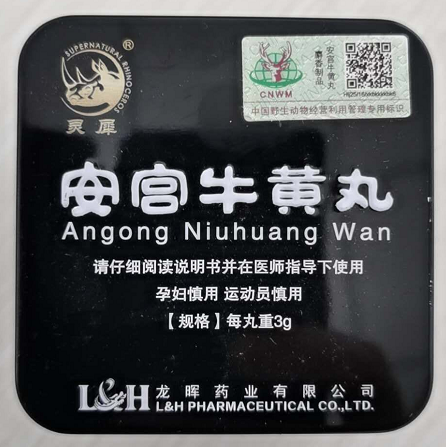 SUPERNATURAL RHINOCEROS
灵犀
CNWM
安宫牛黄丸
麝香制品
中国野生动物经营利用管理专用标识
安宫牛黄丸
Angong Niuhuang Wan
请仔细阅读说明书并在医师指导下使用
孕妇慎用 运动员慎用
【规格】每丸重3g
L&H 龙晖药业有限公司
L&H PHARMACEUTICAL CO.,LTD.